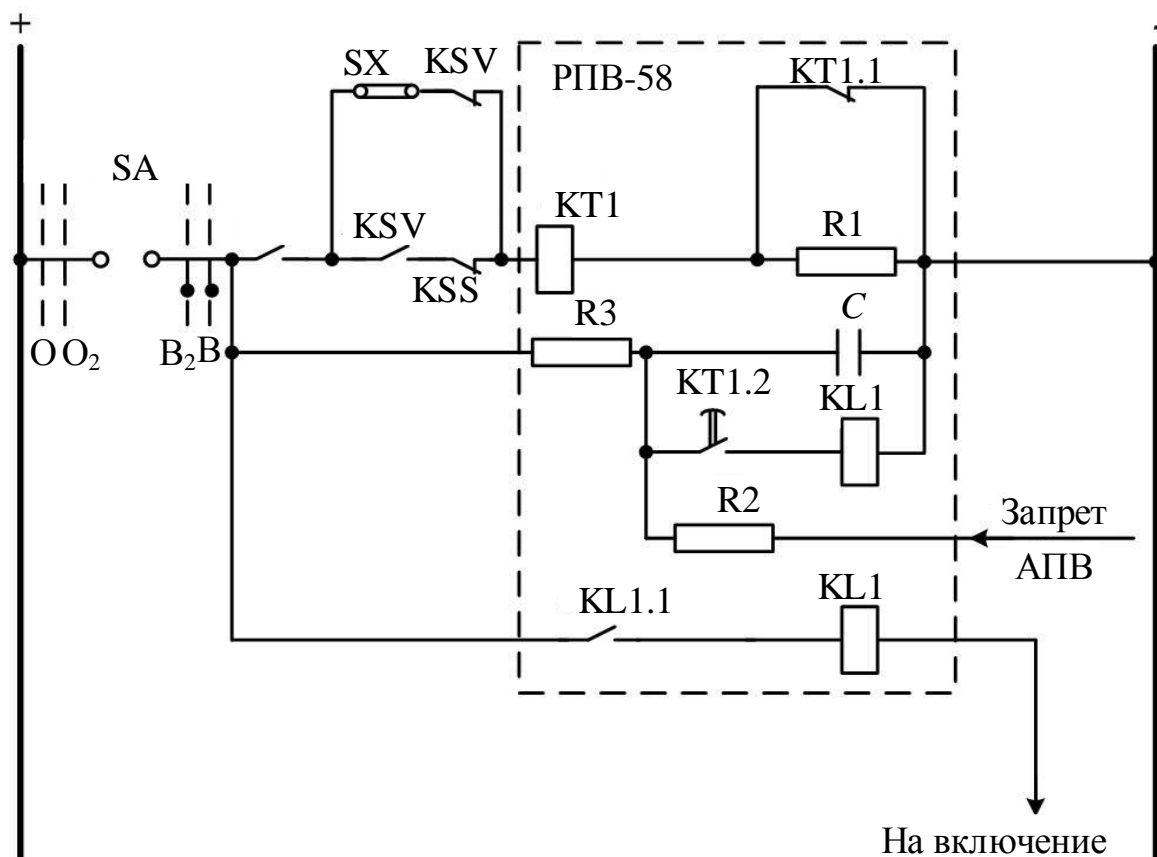 +
-
SX
KSV
РПВ-58
KT1.1
SA
KT1
KSV
R1
KSS
C
R3
O O₂
B₂ B
KT1.2
KL1
R2
Запрет
АПВ
KL1.1
KL1
На включение